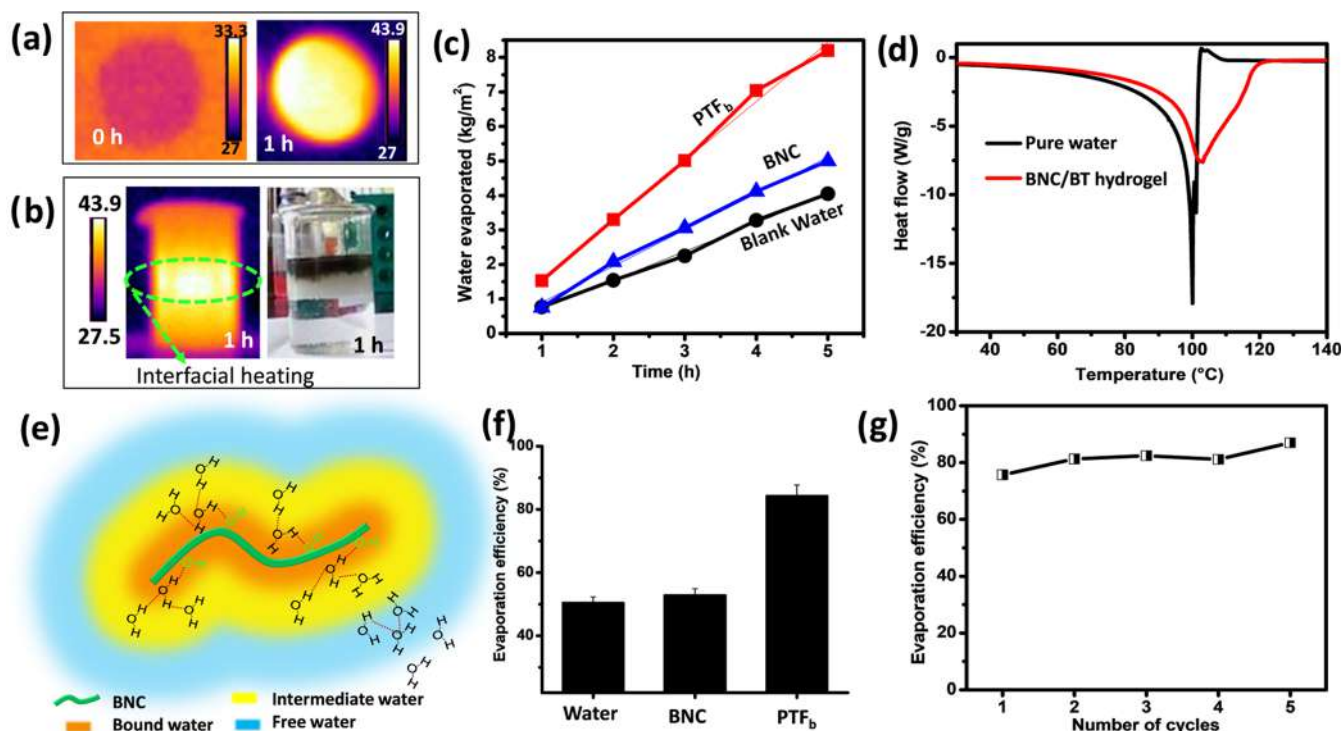 (a)
33.3
27
0 h
43.9
27
1 h
(b)
43.9
27.5
1 h
1 h
Interfacial heating
(c)
Water evaporated (kg/m²)
8
7
6
5
4
3
2
1
0
PTFb
BNC
Blank Water
1 2 3 4 5
Time (h)
(d)
Heat flow (W/g)
0
-5
-10
-15
-20
Pure water
BNC/BT hydrogel
40 60 80 100 120 140
Temperature (°C)
(e)
BNC
Bound water
Intermediate water
Free water
(f)
Evaporation efficiency (%)
100
80
60
40
Water BNC PTFb
(g)
Evaporation efficiency (%)
100
80
60
40
20
0
1 2 3 4 5
Number of cycles